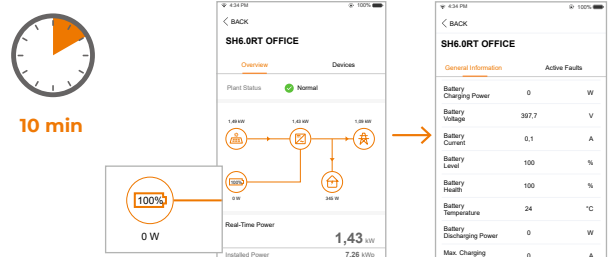 4:34 PM
100%
BACK
SH6.0RT OFFICE
Overview
Devices
Plant Status
Normal
1,49 kW
1,43 kW
1.09 kW
100%
0 W
345 W
Real-Time Power
1,43 kW
Installed Power
7.26 kWp
10 min
100%
0 W
4:34 PM
100%
BACK
SH6.0RT OFFICE
General Information
Active Faults
Battery
Charging Power
0
W
Battery
Voltage
397,7
V
Battery
Current
0,1
A
Battery
Level
100
%
Battery
Health
100
%
Battery
Temperature
24
°C
Battery
Discharging Power
0
W
Max. Charging
0
A